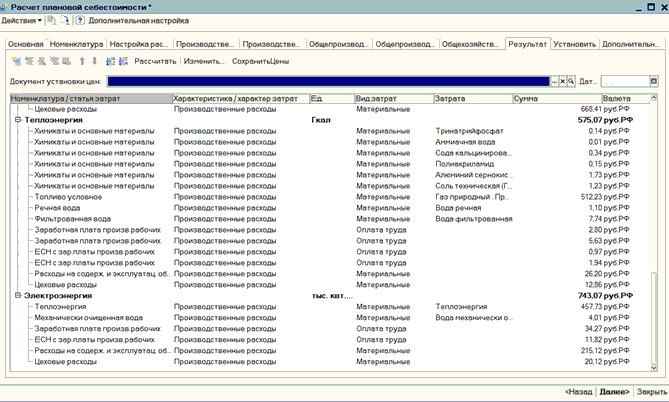 Расчет плановой себестоимости *
Действия ? Дополнительная настройка
Основная Номенклатура Настройка рас... Производстве... Производстве... Общепроизвод... Общепроизвод... Общехозяйств... Результат Установить Дополнительн...
Рассчитать Изменить... СохранитьЦены
Документ установки цен: ... × Дат... . .
Номенклатура / статья затрат Характеристика / характер затрат Ед. Вид затрат Затрата Сумма Валюта
Цеховые расходы Производственные расходы Материальные 668,41 руб.РФ
Теплоэнергия Гкал 575,07 руб.РФ
Химикаты и основные материалы Производственные расходы Материальные Тринатрийфосфат 0,14 руб.РФ
Химикаты и основные материалы Производственные расходы Материальные Аммиачная вода 0,01 руб.РФ
Химикаты и основные материалы Производственные расходы Материальные Сода кальцинирова... 0,34 руб.РФ
Химикаты и основные материалы Производственные расходы Материальные Полиакриламид 0,15 руб.РФ
Химикаты и основные материалы Производственные расходы Материальные Алюминий сернокис... 1,73 руб.РФ
Химикаты и основные материалы Производственные расходы Материальные Соль техническая (Г... 1,23 руб.РФ
Топливо условное Производственные расходы Материальные Газ природный . Пр... 512,23 руб.РФ
Речная вода Производственные расходы Материальные Вода речная 1,10 руб.РФ
Фильтрованная вода Производственные расходы Материальные Вода фильтрованная 7,74 руб.РФ
Заработная плата произв.рабочих Производственные расходы Оплата труда 2,80 руб.РФ
Заработная плата произв.рабочих Производственные расходы Оплата труда 5,63 руб.РФ
ЕСН с зар.платы произв.рабочих Производственные расходы Оплата труда 0,97 руб.РФ
ЕСН с зар.платы произв.рабочих Производственные расходы Оплата труда 1,94 руб.РФ
Расходы на содерж. и эксплуатац. об... Производственные расходы Материальные 26,20 руб.РФ
Цеховые расходы Производственные расходы Материальные 12,86 руб.РФ
Электроэнергия тыс. квт.... 743,07 руб.РФ
Теплоэнергия Производственные расходы Материальные Теплоэнергия 457,73 руб.РФ
Механически очищенная вода Производственные расходы Материальные Вода механически о... 4,01 руб.РФ
Заработная плата произв.рабочих Производственные расходы Оплата труда 34,27 руб.РФ
ЕСН с зар.платы произв.рабочих Производственные расходы Оплата труда 11,82 руб.РФ
Расходы на содерж. и эксплуатац. об... Производственные расходы Материальные 215,12 руб.РФ
Цеховые расходы Производственные расходы Материальные 20,12 руб.РФ
<Назад Далее> Закрыть